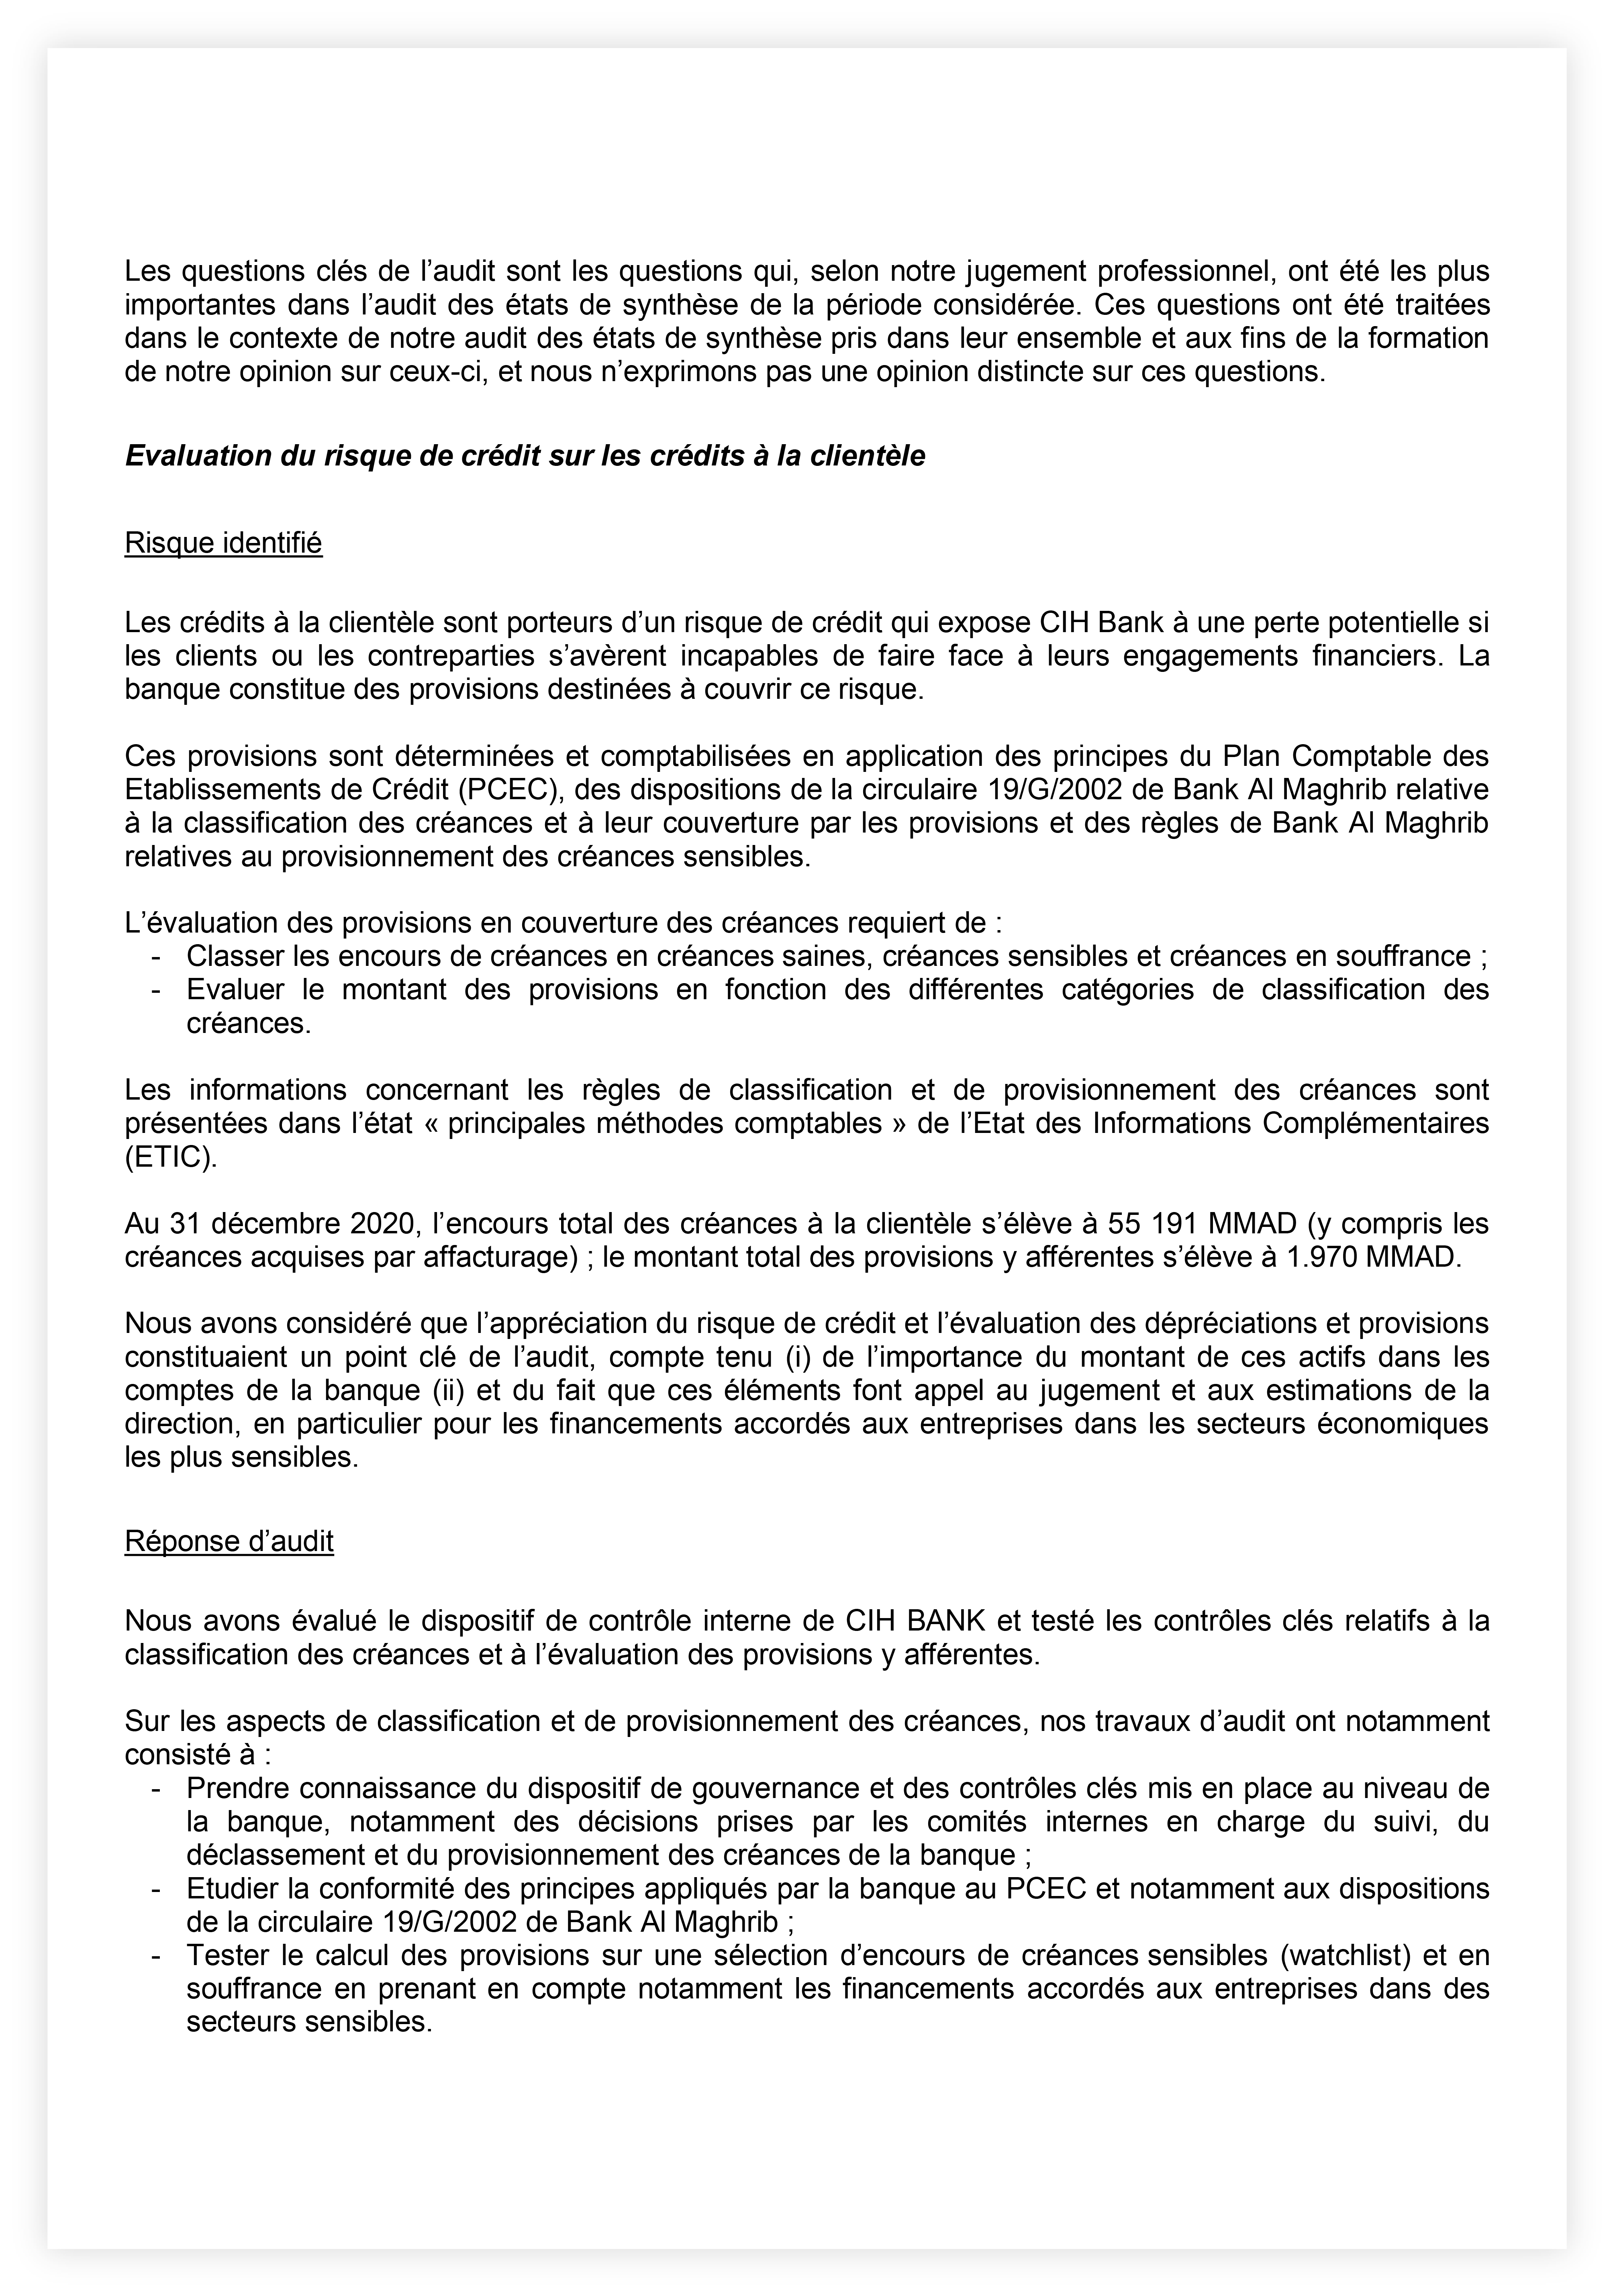 Les questions clés de l’audit sont les questions qui, selon notre jugement professionnel, ont été les plus
importantes dans l’audit des états de synthèse de la période considérée. Ces questions ont été traitées
dans le contexte de notre audit des états de synthèse pris dans leur ensemble et aux fins de la formation
de notre opinion sur ceux-ci, et nous n’exprimons pas une opinion distincte sur ces questions.
Evaluation du risque de crédit sur les crédits à la clientèle
Risque identifié
Les crédits à la clientèle sont porteurs d’un risque de crédit qui expose CIH Bank à une perte potentielle si
les clients ou les contreparties s’avèrent incapables de faire face à leurs engagements financiers. La
banque constitue des provisions destinées à couvrir ce risque.
Ces provisions sont déterminées et comptabilisées en application des principes du Plan Comptable des
Etablissements de Crédit (PCEC), des dispositions de la circulaire 19/G/2002 de Bank Al Maghrib relative
à la classification des créances et à leur couverture par les provisions et des règles de Bank Al Maghrib
relatives au provisionnement des créances sensibles.
L’évaluation des provisions en couverture des créances requiert de :
- Classer les encours de créances en créances saines, créances sensibles et créances en souffrance ;
- Evaluer le montant des provisions en fonction des différentes catégories de classification des
créances.
Les informations concernant les règles de classification et de provisionnement des créances sont
présentées dans l’état « principales méthodes comptables » de l’Etat des Informations Complémentaires
(ETIC).
Au 31 décembre 2020, l’encours total des créances à la clientèle s’élève à 55 191 MMAD (y compris les
créances acquises par affacturage) ; le montant total des provisions y afférentes s’élève à 1.970 MMAD.
Nous avons considéré que l’appréciation du risque de crédit et l’évaluation des dépréciations et provisions
constituaient un point clé de l’audit, compte tenu (i) de l’importance du montant de ces actifs dans les
comptes de la banque (ii) et du fait que ces éléments font appel au jugement et aux estimations de la
direction, en particulier pour les financements accordés aux entreprises dans les secteurs économiques
les plus sensibles.
Réponse d’audit
Nous avons évalué le dispositif de contrôle interne de CIH BANK et testé les contrôles clés relatifs à la
classification des créances et à l’évaluation des provisions y afférentes.
Sur les aspects de classification et de provisionnement des créances, nos travaux d’audit ont notamment
consisté à :
- Prendre connaissance du dispositif de gouvernance et des contrôles clés mis en place au niveau de
la banque, notamment des décisions prises par les comités internes en charge du suivi, du
déclassement et du provisionnement des créances de la banque ;
- Etudier la conformité des principes appliqués par la banque au PCEC et notamment aux dispositions
de la circulaire 19/G/2002 de Bank Al Maghrib ;
- Tester le calcul des provisions sur une sélection d’encours de créances sensibles (watchlist) et en
souffrance en prenant en compte notamment les financements accordés aux entreprises dans des
secteurs sensibles.